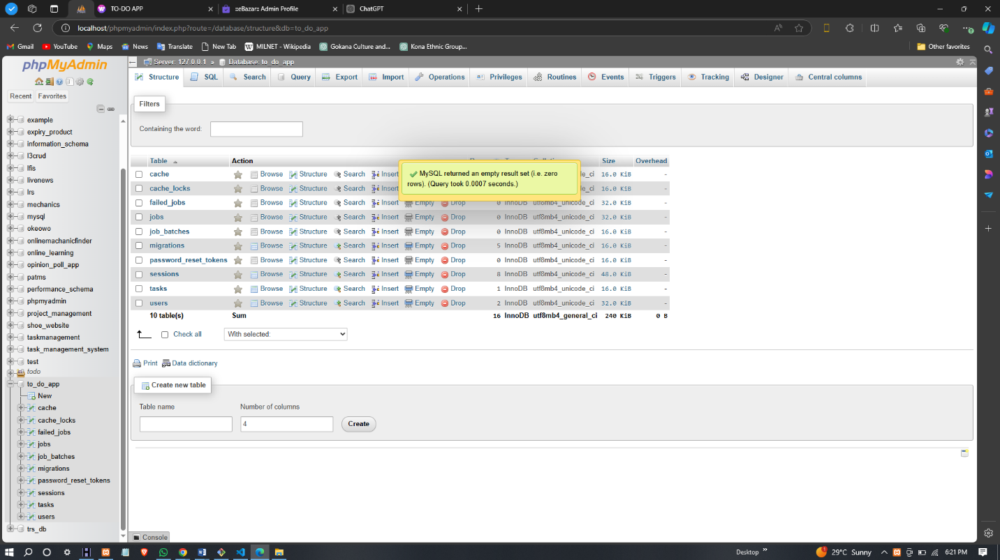 TO-DO APP
:eBazar: Admin Profile
ChatGPT
localhost/phpmyadmin/index.php?route=/database/structure&db=to_do_app
Gmail YouTube Maps News Translate New Tab MILNET - Wikipedia Gokana Culture and... Kona Ethnic Group... Other favorites
phpMyAdmin
Recent Favorites
example
expiry_product
information_schema
l3crud
lfis
livenews
lrs
mechanics
mysql
okeowo
onlinemachanicfinder
online_learning
opinion_poll_app
patms
performance_schema
phpmyadmin
project_management
shoe_website
taskmanagement
task_management_system
test
todo
to_do_app
New
cache
cache_locks
failed_jobs
jobs
job_batches
migrations
password_reset_tokens
sessions
tasks
users
trs_db
Server: 127.0.0.1 » Database: to_do_app
Structure SQL Search Query Export Import Operations Privileges Routines Events Triggers Tracking Designer Central columns
Filters
Containing the word:
Table Action Size Overhead
cache Browse Structure Search Insert 16.0 KiB -
cache_locks Browse Structure Search Insert 16.0 KiB -
MySQL returned an empty result set (i.e. zero
rows). (Query took 0.0007 seconds.)
failed_jobs Browse Structure Search Insert Empty Drop 0 InnoDB utf8mb4_unicode_ci 32.0 KiB -
jobs Browse Structure Search Insert Empty Drop 0 InnoDB utf8mb4_unicode_ci 32.0 KiB -
job_batches Browse Structure Search Insert Empty Drop 0 InnoDB utf8mb4_unicode_ci 16.0 KiB -
migrations Browse Structure Search Insert Empty Drop 5 InnoDB utf8mb4_unicode_ci 16.0 KiB -
password_reset_tokens Browse Structure Search Insert Empty Drop 0 InnoDB utf8mb4_unicode_ci 16.0 KiB -
sessions Browse Structure Search Insert Empty Drop 8 InnoDB utf8mb4_unicode_ci 48.0 KiB -
tasks Browse Structure Search Insert Empty Drop 1 InnoDB utf8mb4_unicode_ci 16.0 KiB -
users Browse Structure Search Insert Empty Drop 2 InnoDB utf8mb4_unicode_ci 32.0 KiB -
10 table(s) Sum 16 InnoDB utf8mb4_general_ci 240 KiB 0 B
Check all With selected:
Print Data dictionary
Create new table
Table name Number of columns
4 Create
Console
Desktop » 29°C Sunny 6:21 PM